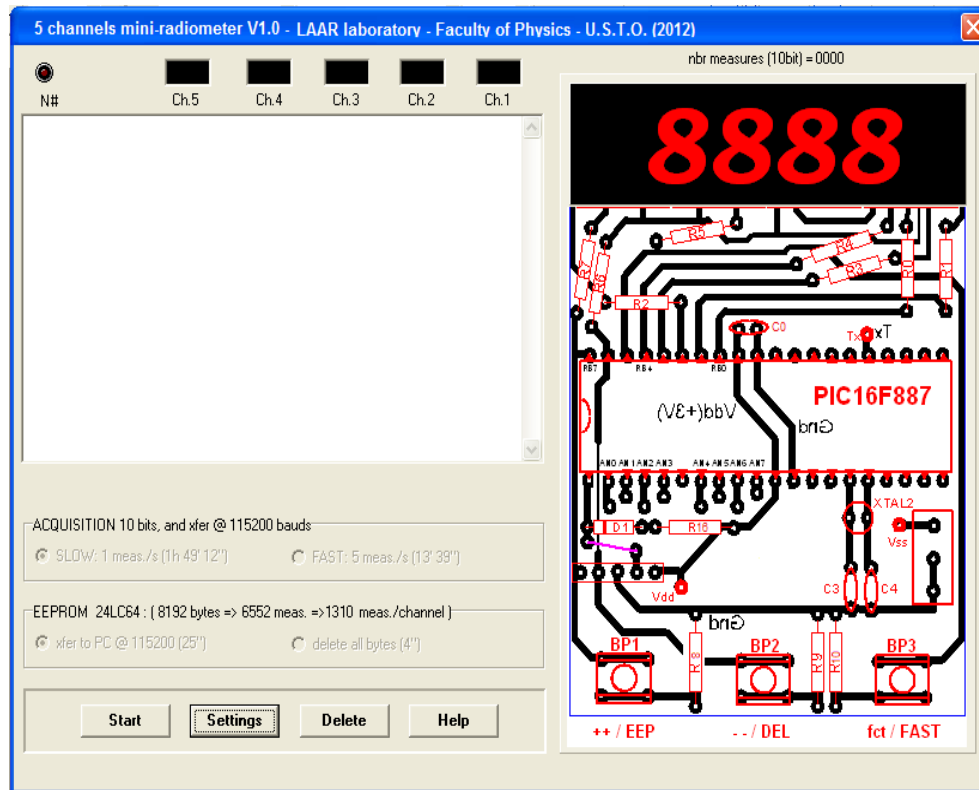 5 channels mini-radiometer V1.0 - LAAR laboratory - Faculty of Physics - U.S.T.O. (2012)
nbr measures (10bit) = 0000
N# Ch.5 Ch.4 Ch.3 Ch.2 Ch.1
8888
R5
R4
R3
R7
R6
R0
R1
R2
C0
Tx
Tx
RB7 RB4 RB0
PIC16F887
Vdd(+3V)
Gnd
AN0 AN1 AN2 AN3 AN4 AN5 AN6 AN7
XTAL2
D1
R16
Vss
Vdd
C3 C4
Gnd
ACQUISITION 10 bits, and xfer @ 115200 bauds
SLOW: 1 meas./s (1h 49' 12")
FAST: 5 meas./s (13' 39")
EEPROM 24LC64 : ( 8192 bytes => 6552 meas. =>1310 meas./channel )
xfer to PC @ 115200 (25")
delete all bytes (4")
BP1 BP2 BP3
R8
R9
R10
Start Settings Delete Help
++ / EEP
- - / DEL
fct / FAST